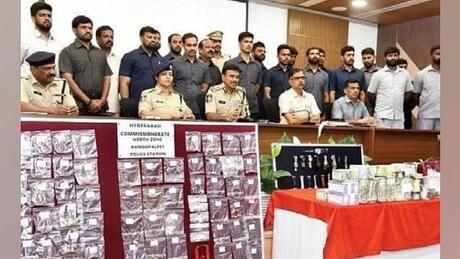 HYDERABAD
COMMISSIONERATE
NORTH ZONE
RAMGOPALPET
POLICE STATION